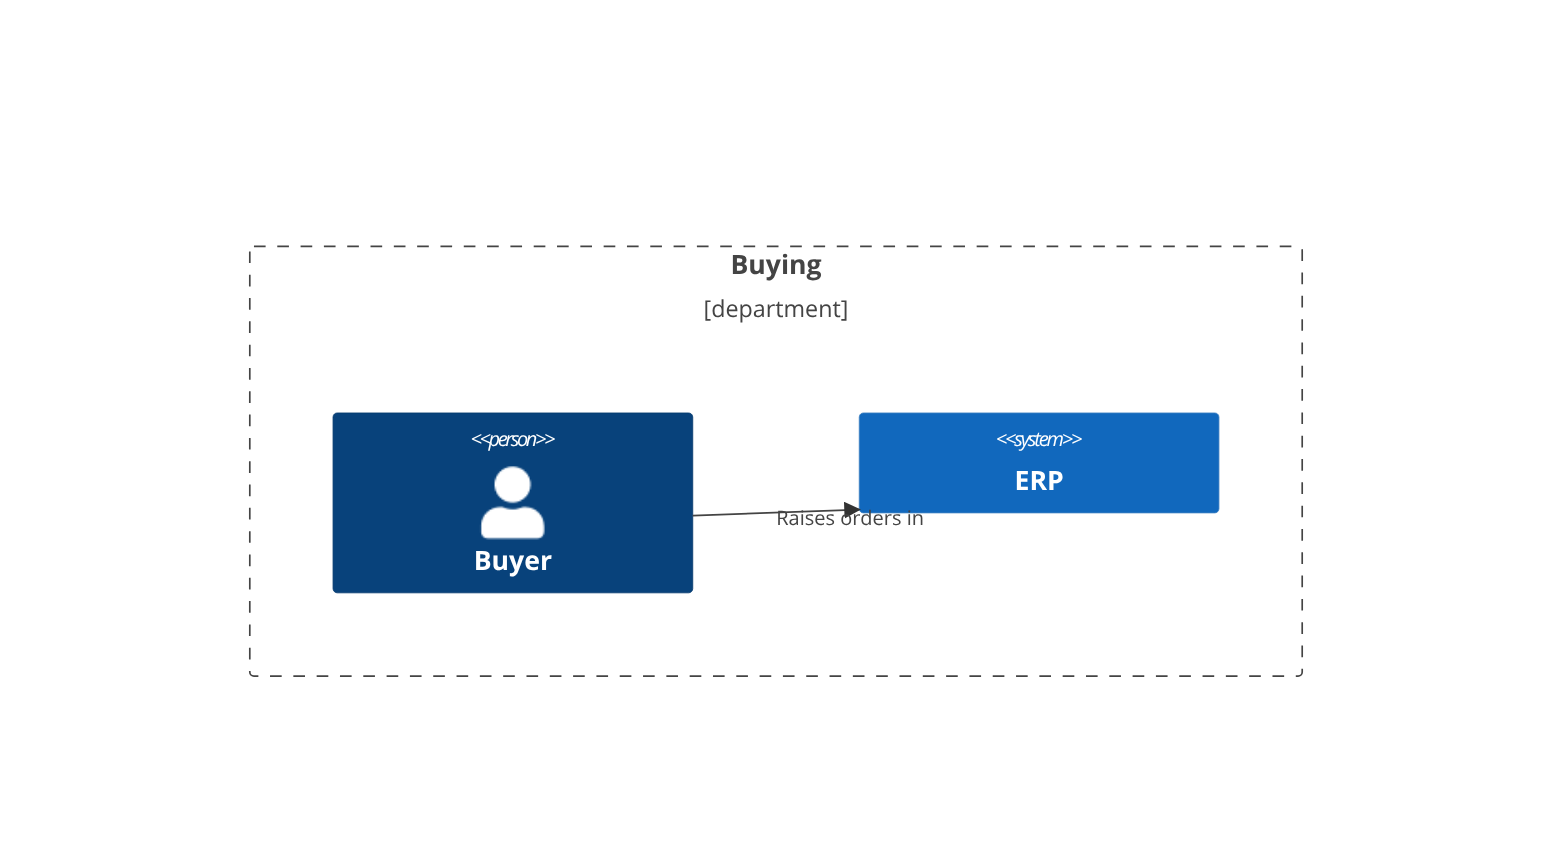 Buying
[department]
<<person>>
Buyer
<<system>>
ERP
Raises orders in